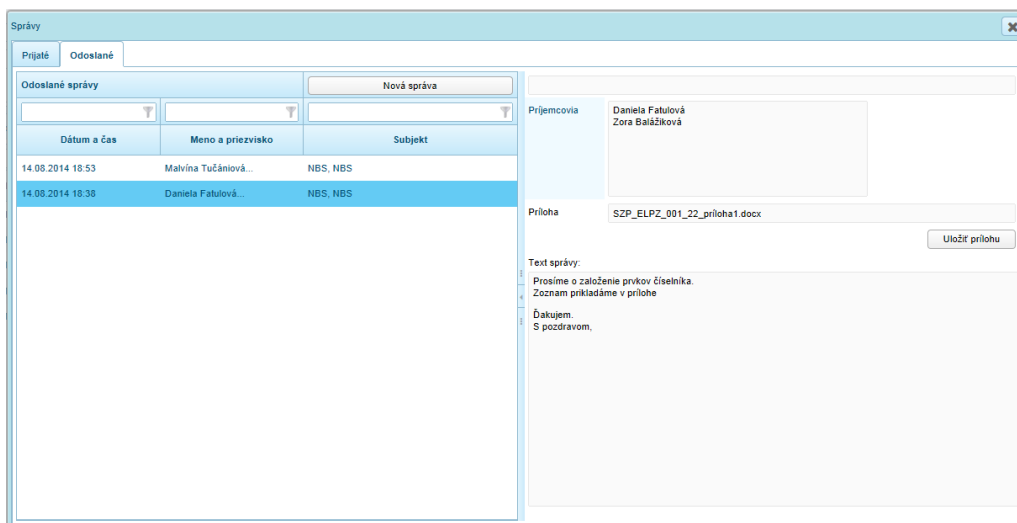 Správy
Prijaté Odoslané
Odoslané správy Nová správa
Dátum a čas Meno a priezvisko Subjekt
14.08.2014 18:53 Malvína Tučániová... NBS, NBS
14.08.2014 18:38 Daniela Fatulová... NBS, NBS
Príjemcovia Daniela Fatulová
Zora Balážiková
Príloha SZP_ELPZ_001_22_príloha1.docx
Uložiť prílohu
Text správy:
Prosíme o založenie prvkov číselníka.
Zoznam prikladáme v prílohe
Ďakujem.
S pozdravom,